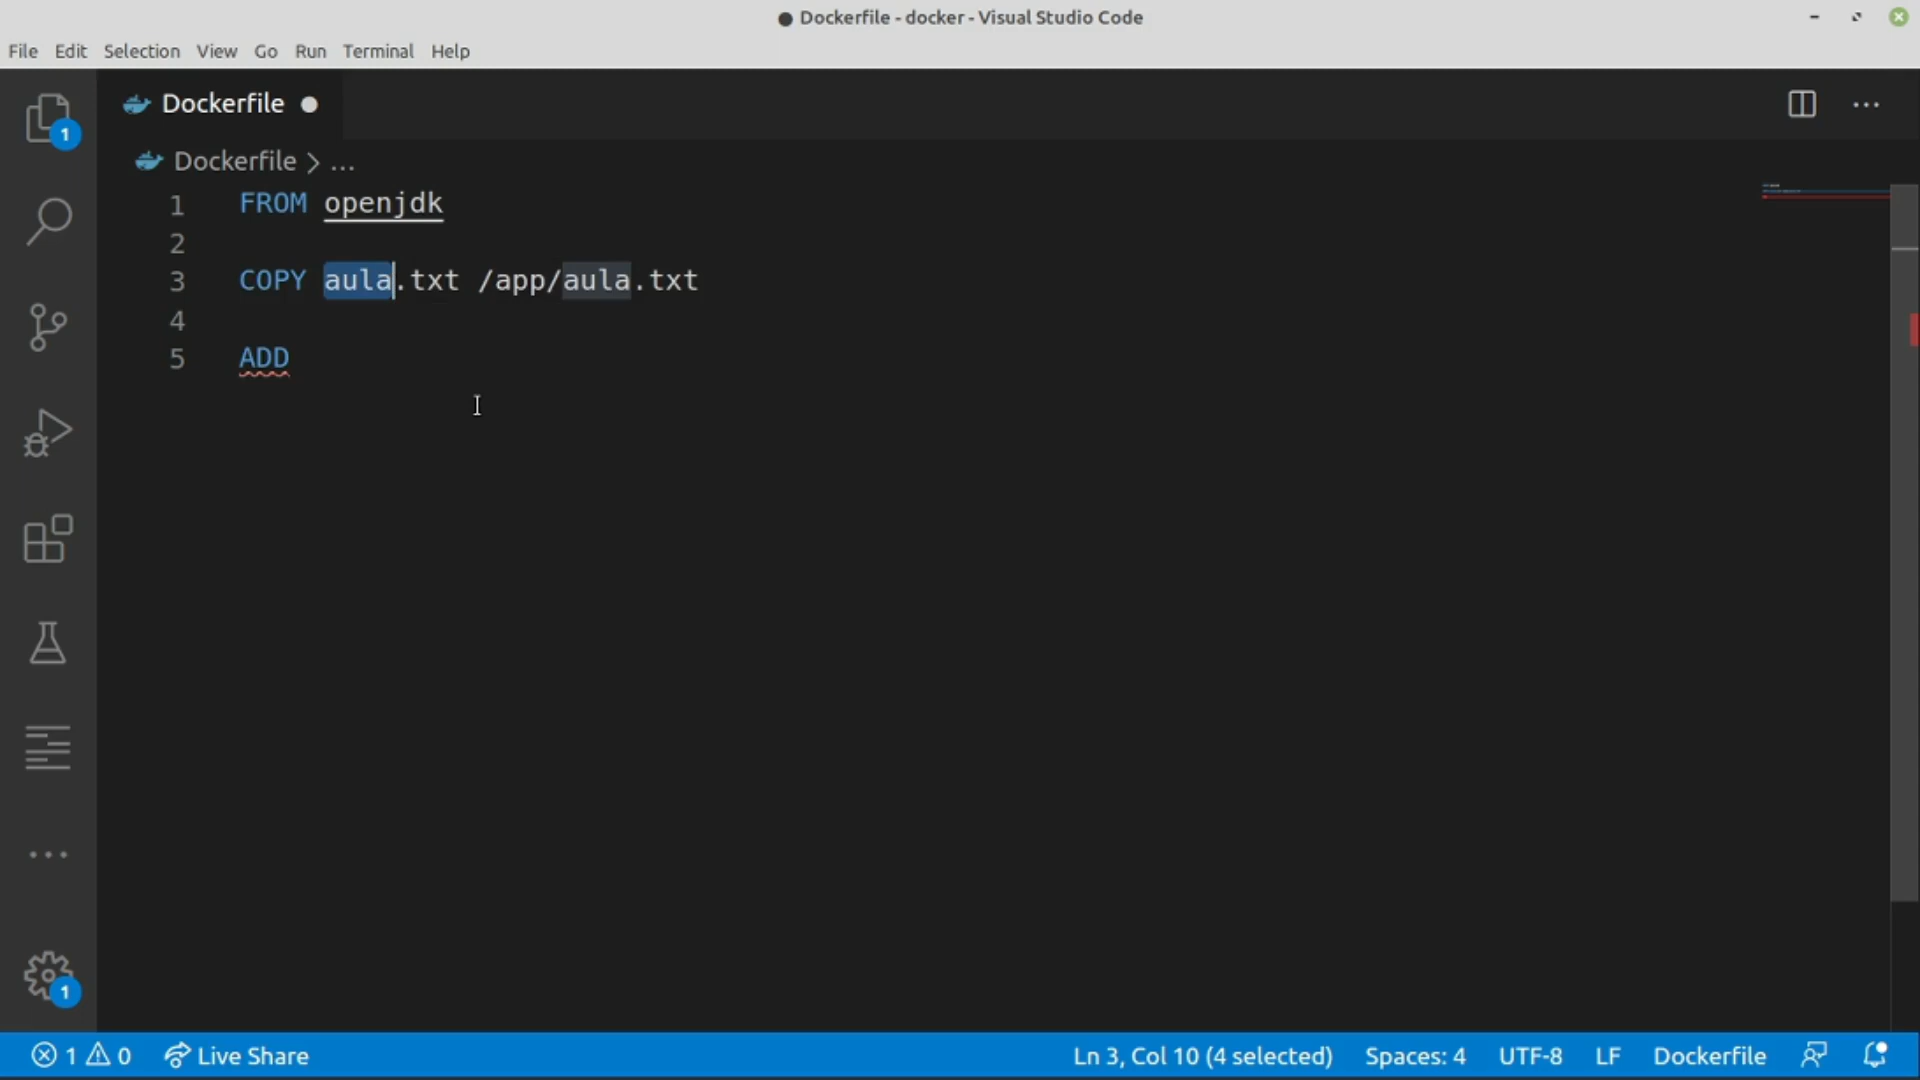 Dockerfile - docker - Visual Studio Code
File Edit Selection View Go Run Terminal Help
1
Dockerfile
Dockerfile > ...
1 FROM openjdk
2
3 COPY aula.txt /app/aula.txt
4
5 ADD
1
1 0 Live Share Ln 3, Col 10 (4 selected) Spaces: 4 UTF-8 LF Dockerfile